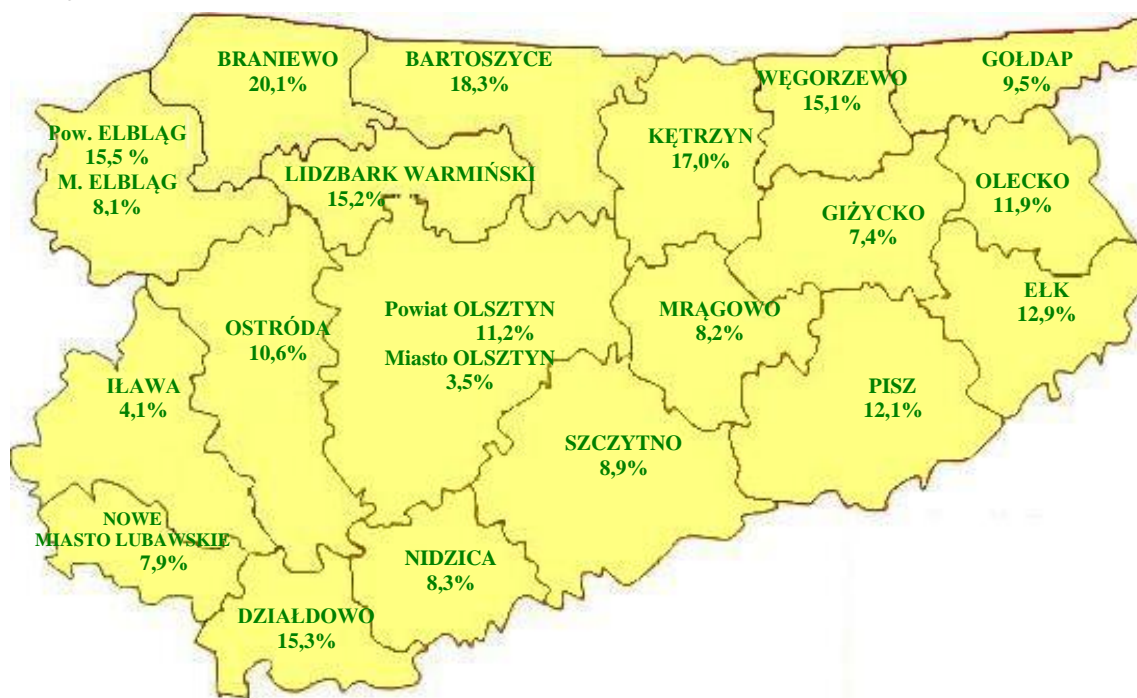 BRANIEWO
20,1%
BARTOSZYCE
18,3%
WĘGORZEWO
15,1%
GOŁDAP
9,5%
Pow. ELBLĄG
15,5 %
M. ELBLĄG
8,1%
LIDZBARK WARMIŃSKI
15,2%
KĘTRZYN
17,0%
OLECKO
11,9%
GIŻYCKO
7,4%
EŁK
12,9%
OSTRÓDA
10,6%
Powiat OLSZTYN
11,2%
Miasto OLSZTYN
3,5%
MRĄGOWO
8,2%
IŁAWA
4,1%
PISZ
12,1%
SZCZYTNO
8,9%
NOWE
MIASTO LUBAWSKIE
7,9%
NIDZICA
8,3%
DZIAŁDOWO
15,3%